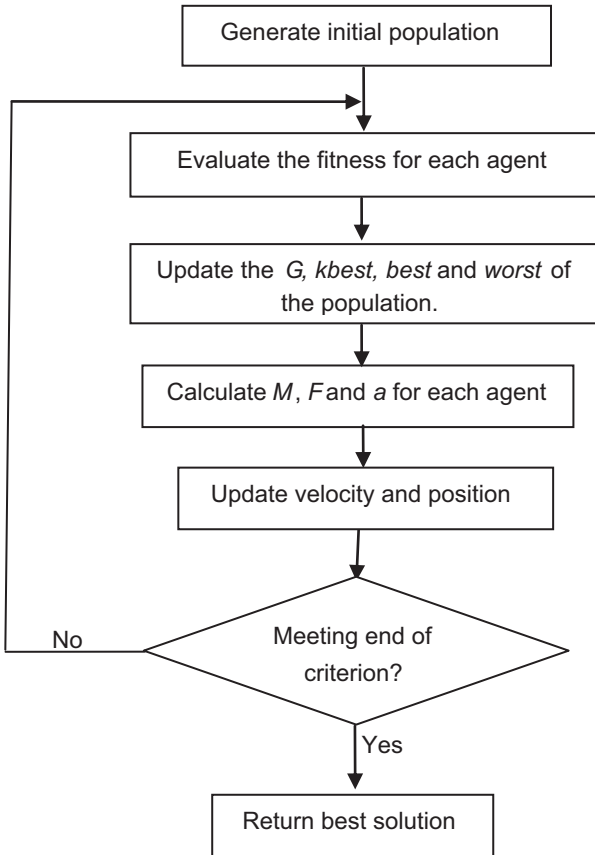 Generate initial population
Evaluate the fitness for each agent
Update the G, kbest, best and worst of
the population.
Calculate M, F and a for each agent
Update velocity and position
Meeting end of
criterion?
No
Yes
Return best solution